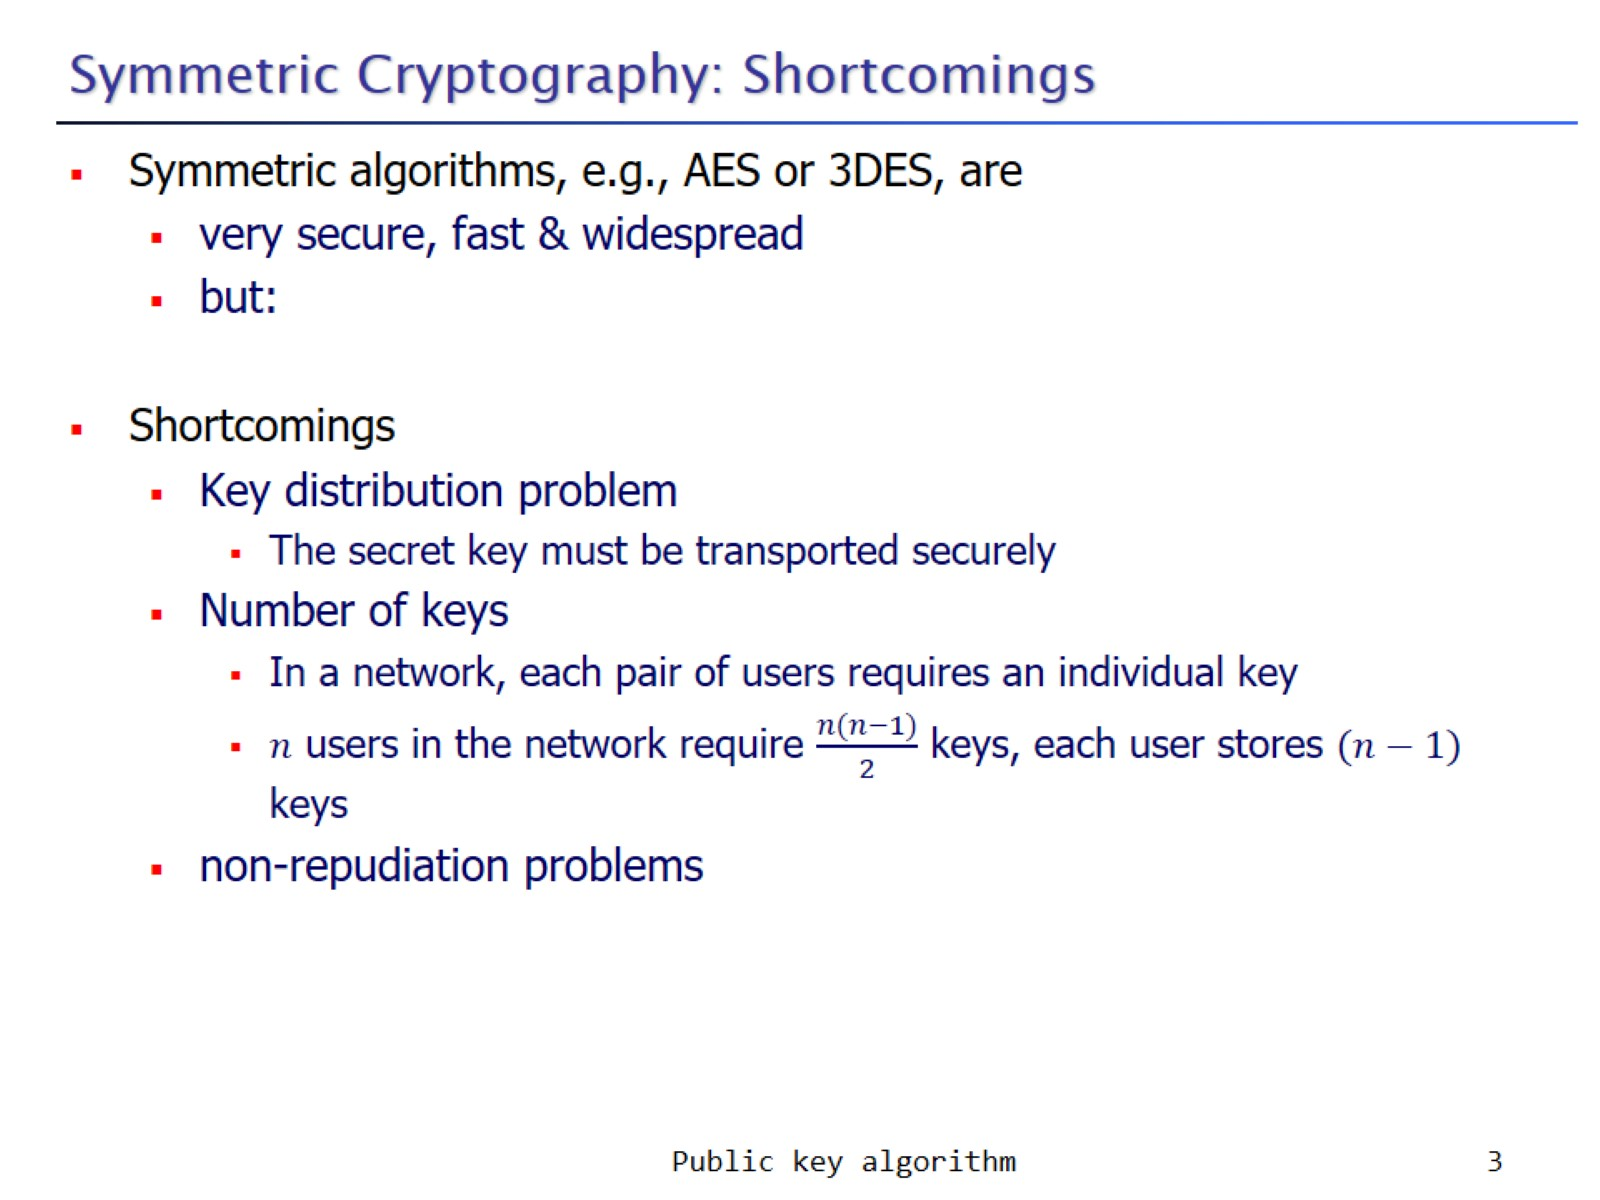 Symmetric Cryptography: Shortcomings
▪ Symmetric algorithms, e.g., AES or 3DES, are
▪ very secure, fast & widespread
▪ but:
▪ Shortcomings
▪ Key distribution problem
▪ The secret key must be transported securely
▪ Number of keys
▪ In a network, each pair of users requires an individual key
▪ n users in the network require n(n−1)/2 keys, each user stores (n − 1)
keys
▪ non-repudiation problems
Public key algorithm 3